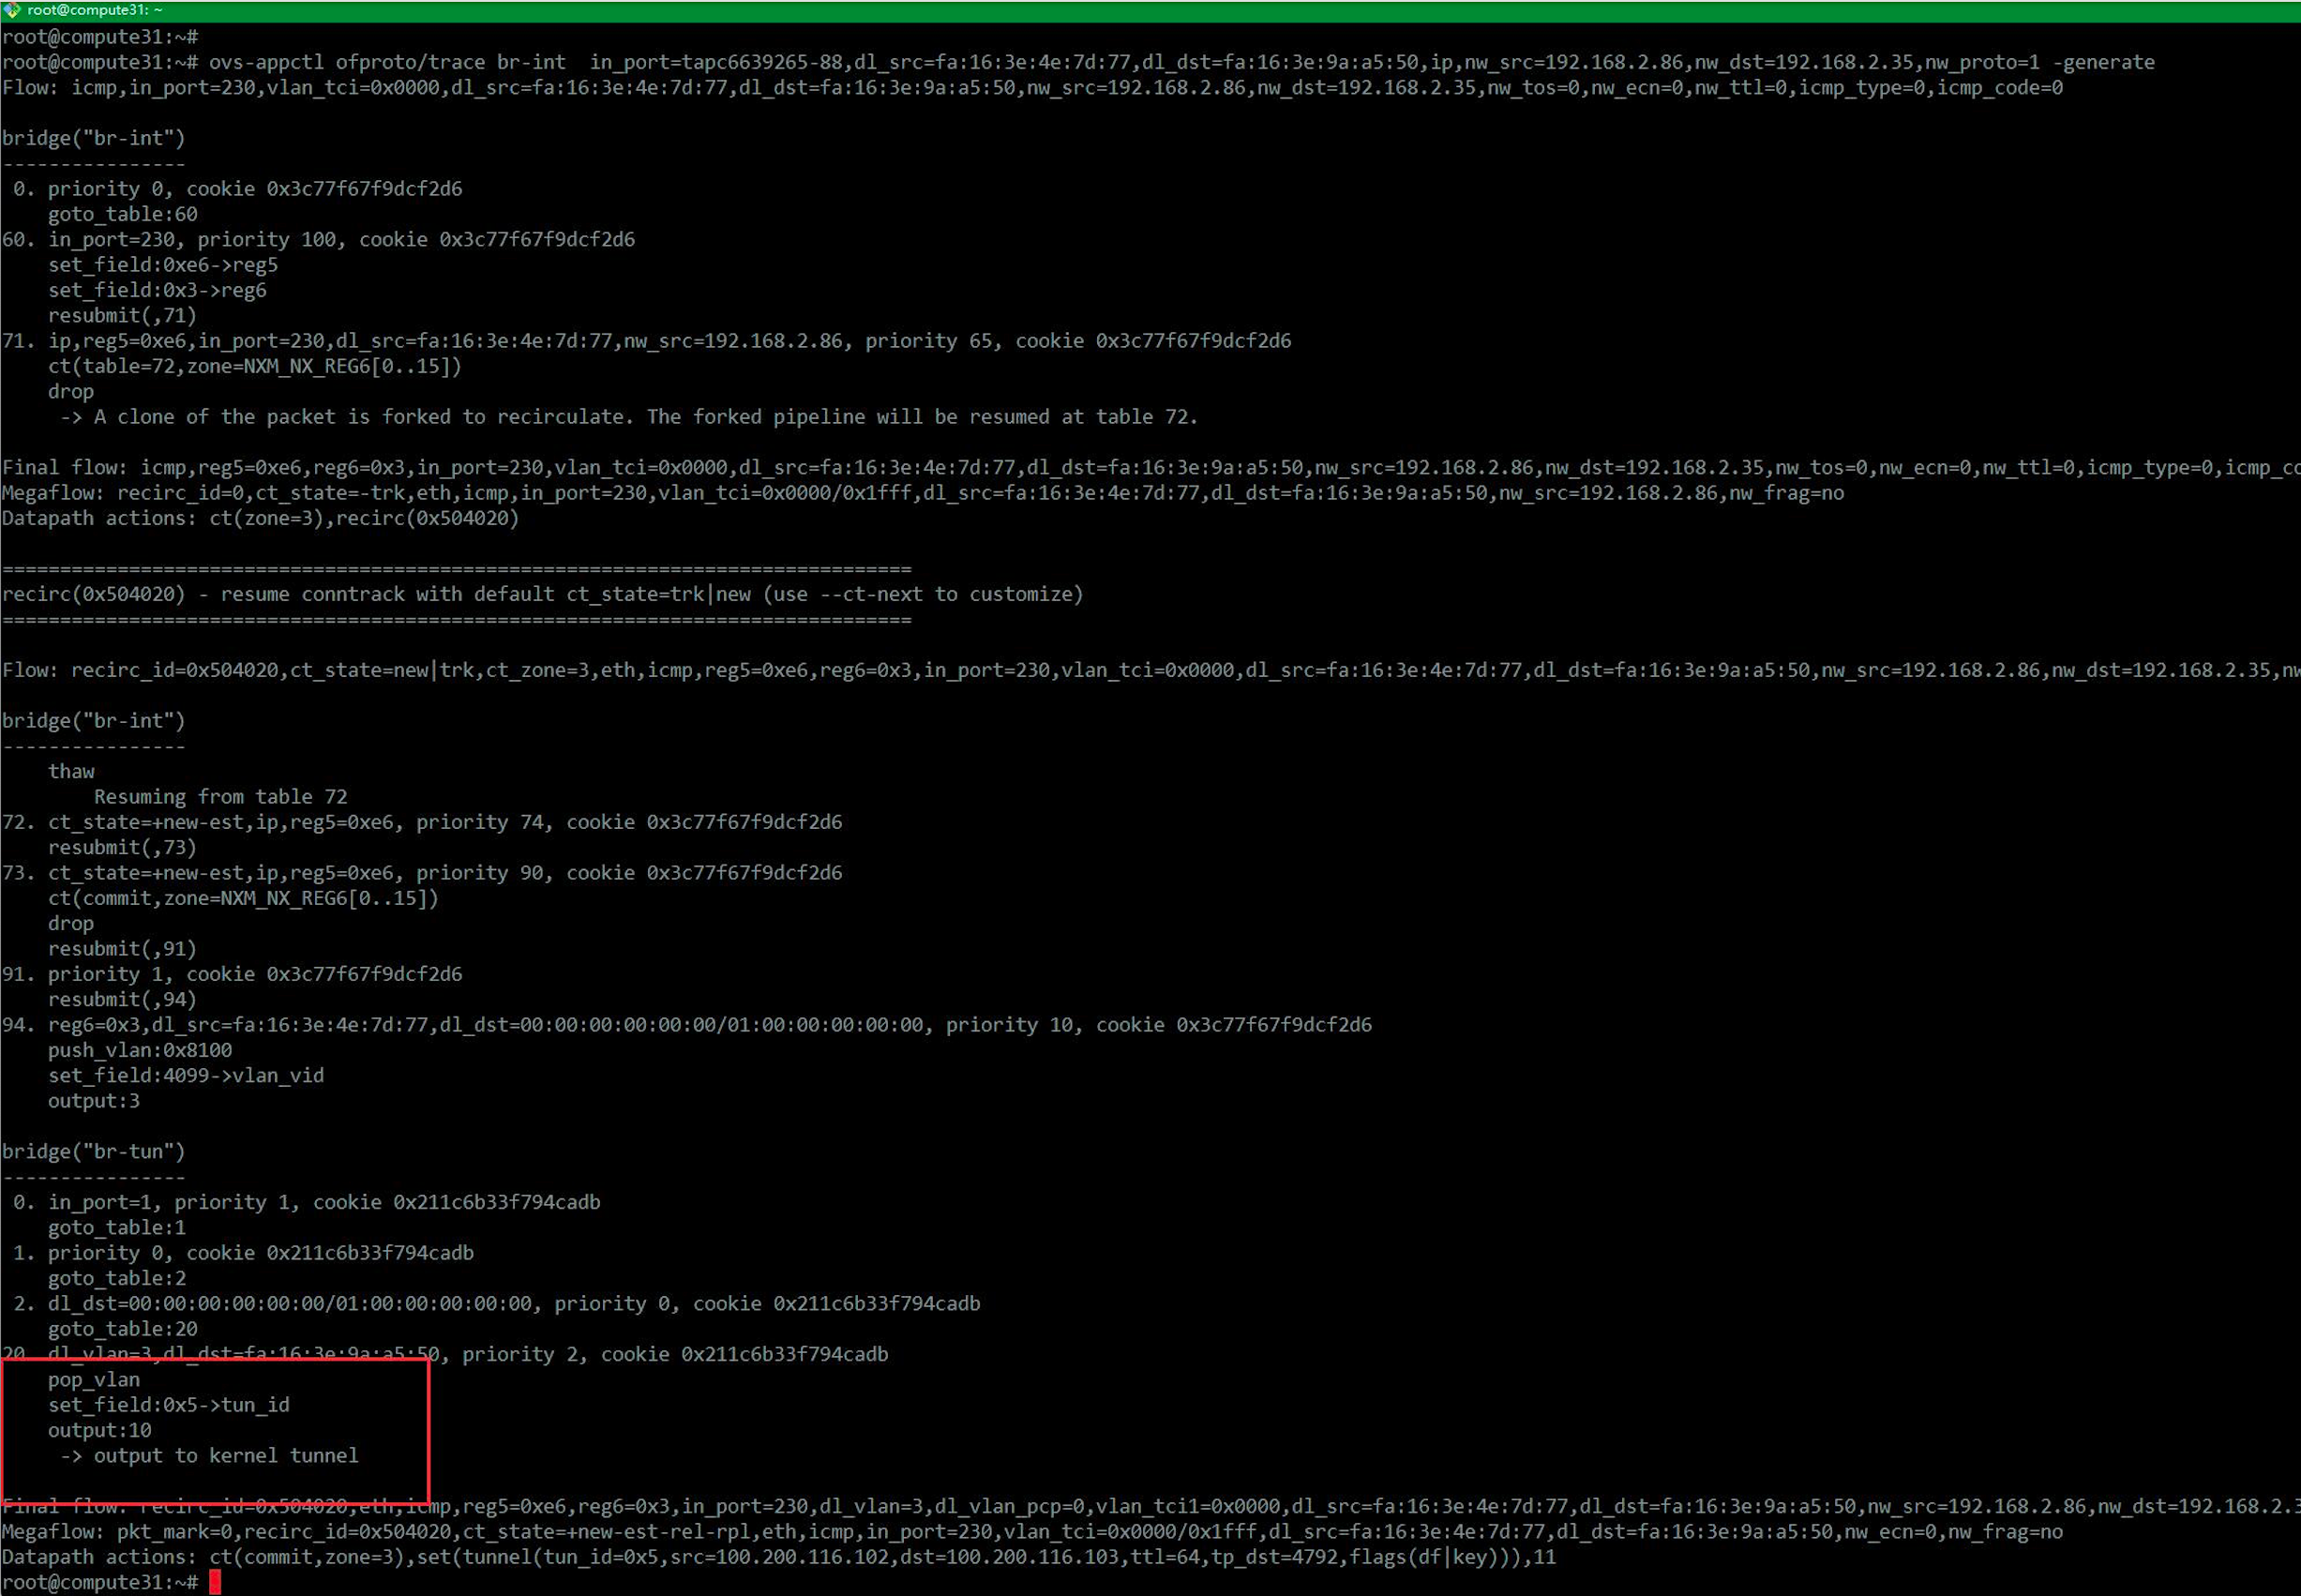 root@compute31: ~
root@compute31:~#
root@compute31:~# ovs-appctl ofproto/trace br-int  in_port=tapc6639265-88,dl_src=fa:16:3e:4e:7d:77,dl_dst=fa:16:3e:9a:a5:50,ip,nw_src=192.168.2.86,nw_dst=192.168.2.35,nw_proto=1 -generate
Flow: icmp,in_port=230,vlan_tci=0x0000,dl_src=fa:16:3e:4e:7d:77,dl_dst=fa:16:3e:9a:a5:50,nw_src=192.168.2.86,nw_dst=192.168.2.35,nw_tos=0,nw_ecn=0,nw_ttl=0,icmp_type=0,icmp_code=0
bridge("br-int")
----------------
 0. priority 0, cookie 0x3c77f67f9dcf2d6
    goto_table:60
60. in_port=230, priority 100, cookie 0x3c77f67f9dcf2d6
    set_field:0xe6->reg5
    set_field:0x3->reg6
    resubmit(,71)
71. ip,reg5=0xe6,in_port=230,dl_src=fa:16:3e:4e:7d:77,nw_src=192.168.2.86, priority 65, cookie 0x3c77f67f9dcf2d6
    ct(table=72,zone=NXM_NX_REG6[0..15])
    drop
     -> A clone of the packet is forked to recirculate. The forked pipeline will be resumed at table 72.
Final flow: icmp,reg5=0xe6,reg6=0x3,in_port=230,vlan_tci=0x0000,dl_src=fa:16:3e:4e:7d:77,dl_dst=fa:16:3e:9a:a5:50,nw_src=192.168.2.86,nw_dst=192.168.2.35,nw_tos=0,nw_ecn=0,nw_ttl=0,icmp_type=0,icmp_co
Megaflow: recirc_id=0,ct_state=-trk,eth,icmp,in_port=230,vlan_tci=0x0000/0x1fff,dl_src=fa:16:3e:4e:7d:77,dl_dst=fa:16:3e:9a:a5:50,nw_src=192.168.2.86,nw_frag=no
Datapath actions: ct(zone=3),recirc(0x504020)
===============================================================================
recirc(0x504020) - resume conntrack with default ct_state=trk|new (use --ct-next to customize)
===============================================================================
Flow: recirc_id=0x504020,ct_state=new|trk,ct_zone=3,eth,icmp,reg5=0xe6,reg6=0x3,in_port=230,vlan_tci=0x0000,dl_src=fa:16:3e:4e:7d:77,dl_dst=fa:16:3e:9a:a5:50,nw_src=192.168.2.86,nw_dst=192.168.2.35,nw
bridge("br-int")
----------------
    thaw
        Resuming from table 72
72. ct_state=+new-est,ip,reg5=0xe6, priority 74, cookie 0x3c77f67f9dcf2d6
    resubmit(,73)
73. ct_state=+new-est,ip,reg5=0xe6, priority 90, cookie 0x3c77f67f9dcf2d6
    ct(commit,zone=NXM_NX_REG6[0..15])
    drop
    resubmit(,91)
91. priority 1, cookie 0x3c77f67f9dcf2d6
    resubmit(,94)
94. reg6=0x3,dl_src=fa:16:3e:4e:7d:77,dl_dst=00:00:00:00:00:00/01:00:00:00:00:00, priority 10, cookie 0x3c77f67f9dcf2d6
    push_vlan:0x8100
    set_field:4099->vlan_vid
    output:3
bridge("br-tun")
----------------
 0. in_port=1, priority 1, cookie 0x211c6b33f794cadb
    goto_table:1
 1. priority 0, cookie 0x211c6b33f794cadb
    goto_table:2
 2. dl_dst=00:00:00:00:00:00/01:00:00:00:00:00, priority 0, cookie 0x211c6b33f794cadb
    goto_table:20
20. dl_vlan=3,dl_dst=fa:16:3e:9a:a5:50, priority 2, cookie 0x211c6b33f794cadb
    pop_vlan
    set_field:0x5->tun_id
    output:10
     -> output to kernel tunnel
Final flow: recirc_id=0x504020,eth,icmp,reg5=0xe6,reg6=0x3,in_port=230,dl_vlan=3,dl_vlan_pcp=0,vlan_tci1=0x0000,dl_src=fa:16:3e:4e:7d:77,dl_dst=fa:16:3e:9a:a5:50,nw_src=192.168.2.86,nw_dst=192.168.2.3
Megaflow: pkt_mark=0,recirc_id=0x504020,ct_state=+new-est-rel-rpl,eth,icmp,in_port=230,vlan_tci=0x0000/0x1fff,dl_src=fa:16:3e:4e:7d:77,dl_dst=fa:16:3e:9a:a5:50,nw_ecn=0,nw_frag=no
Datapath actions: ct(commit,zone=3),set(tunnel(tun_id=0x5,src=100.200.116.102,dst=100.200.116.103,ttl=64,tp_dst=4792,flags(df|key))),11
root@compute31:~#